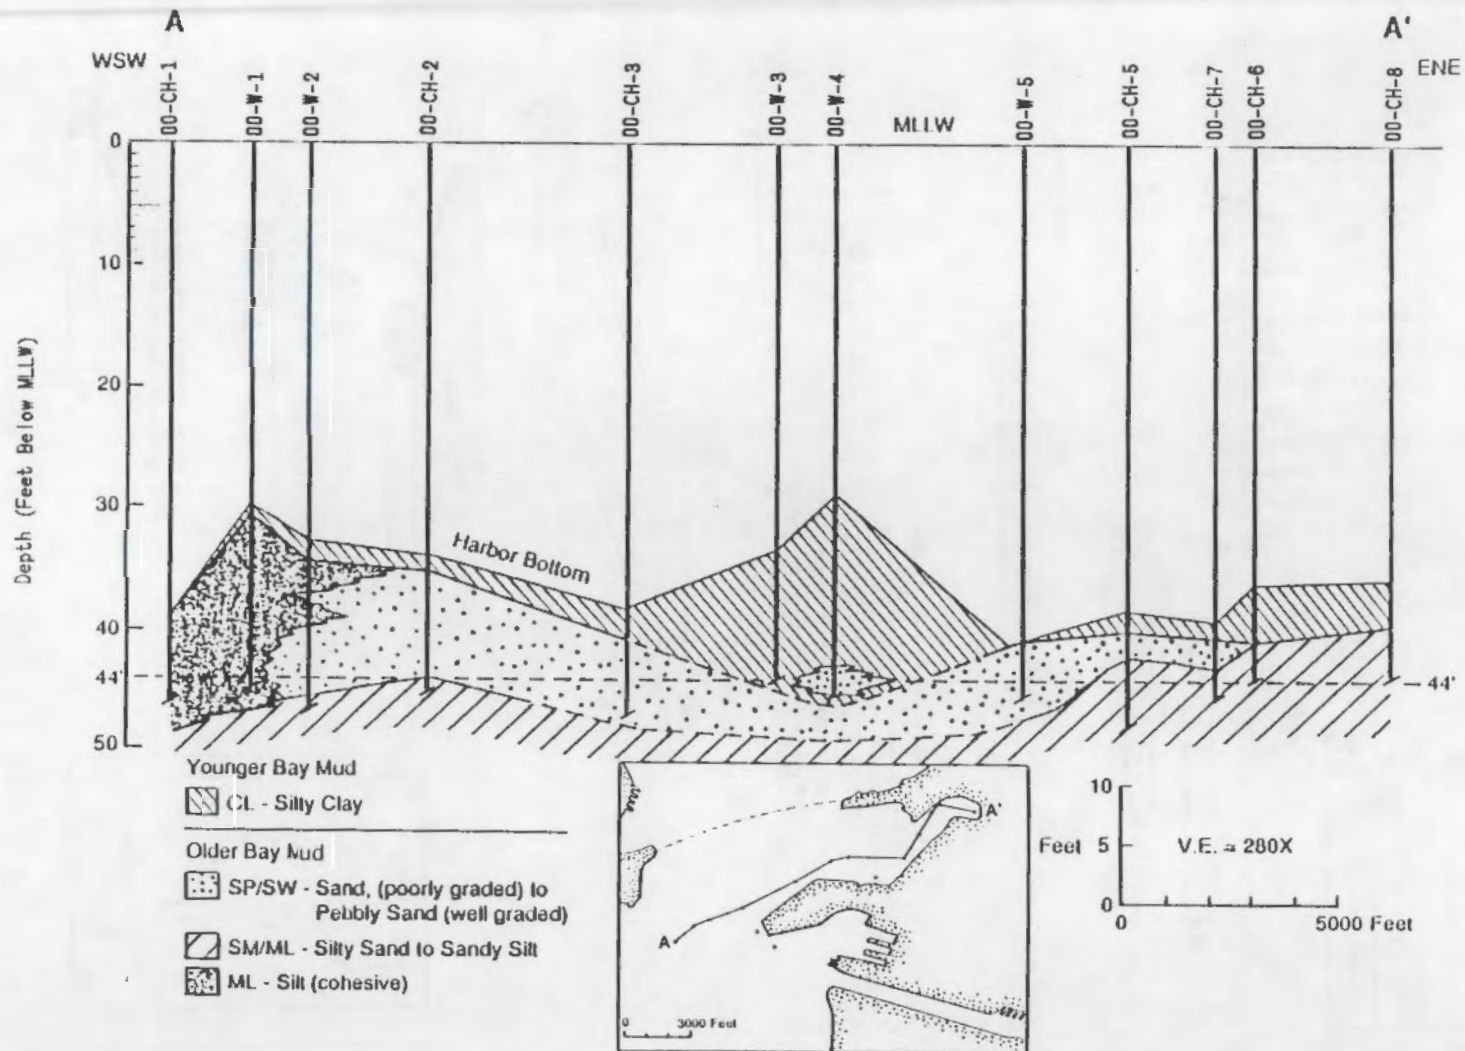 A
A'
WSW
ENE
00-CH-1
00-W-1
00-W-2
00-CH-2
00-CH-3
00-W-3
00-W-4
MLLW
00-W-5
00-CH-5
00-CH-7
00-CH-6
00-CH-8
Depth (Feet Below MLLW)
0
10
20
30
40
44'
50
Harbor Bottom
44'
Younger Bay Mud
CL - Silty Clay
Older Bay Mud
SP/SW - Sand, (poorly graded) to
Pebbly Sand (well graded)
SM/ML - Silty Sand to Sandy Silt
ML - Silt (cohesive)
A
A'
0
3000 Feet
10
Feet 5
0
V.E. ≈ 280X
0
5000 Feet